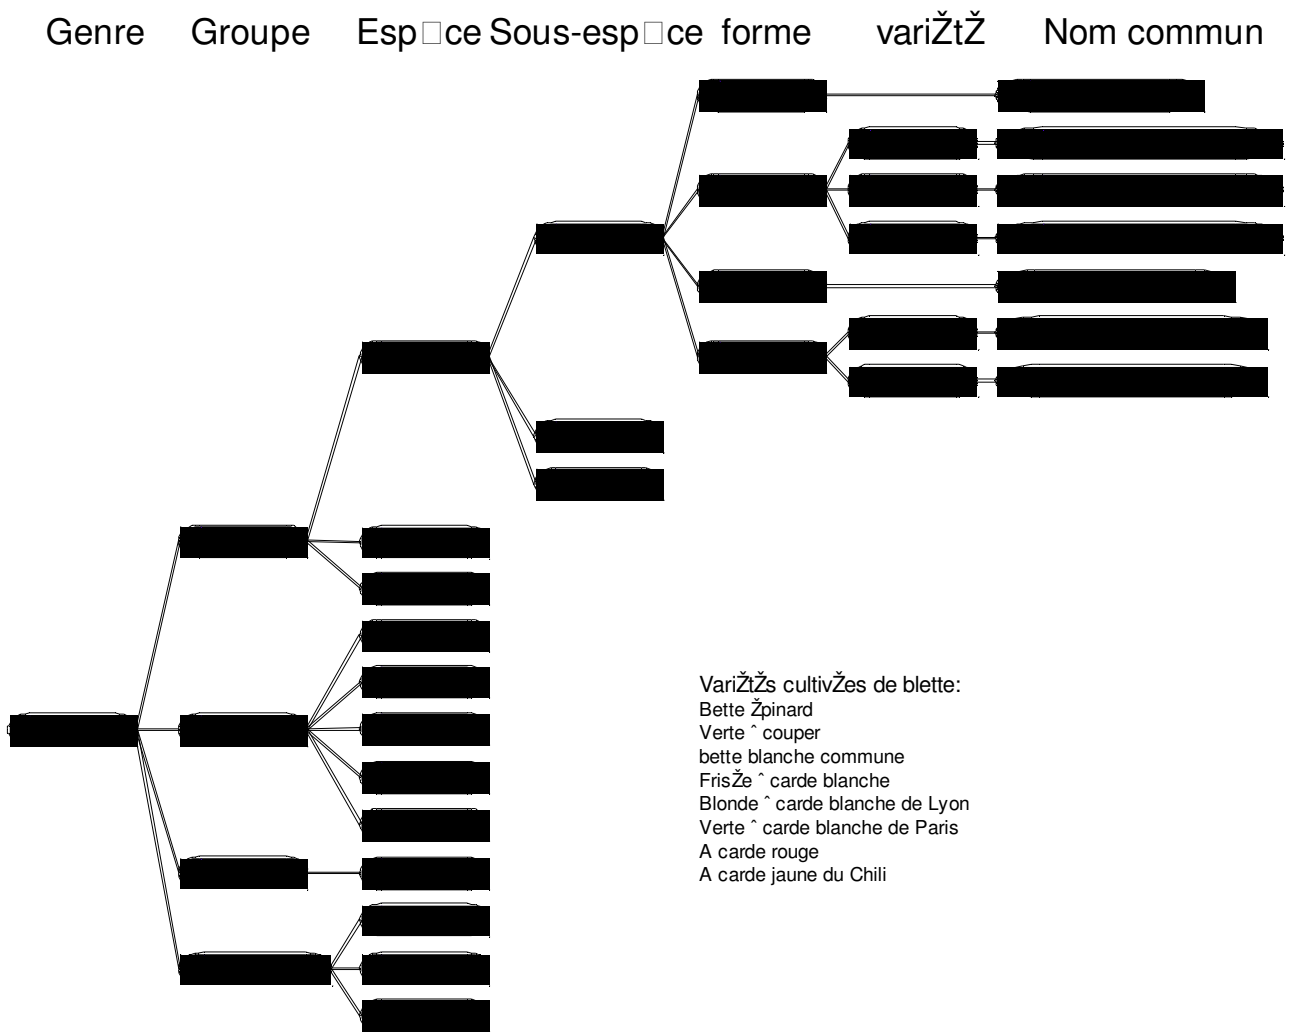 Genre Groupe Esp□ce Sous-esp□ce forme variŽtŽ Nom commun
VariŽtŽs cultivŽes de blette:
Bette Žpinard
Verte ˆ couper
bette blanche commune
FrisŽe ˆ carde blanche
Blonde ˆ carde blanche de Lyon
Verte ˆ carde blanche de Paris
A carde rouge
A carde jaune du Chili